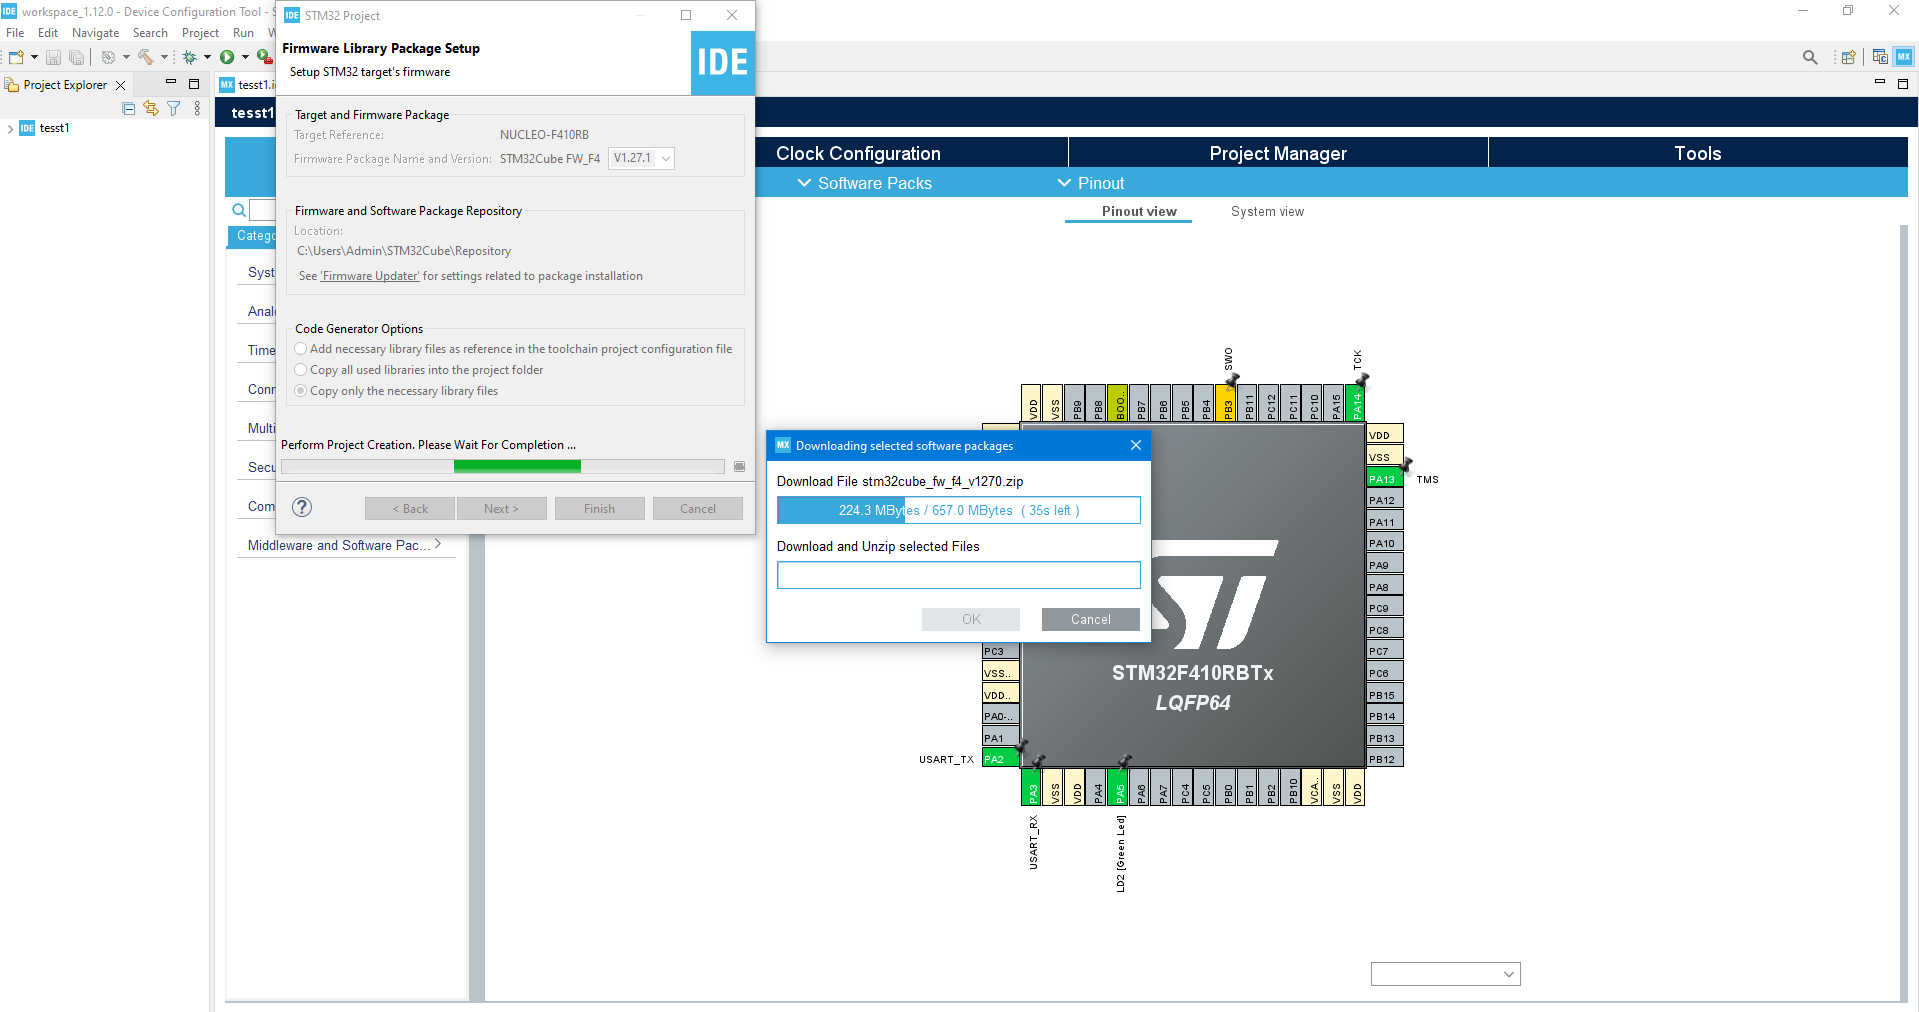 IDE workspace_1.12.0 - Device Configuration Tool - S
File Edit Navigate Search Project Run W
Project Explorer
IDE tesst1
MX tesst1.i
tesst1
MX
IDE STM32 Project
Firmware Library Package Setup
Setup STM32 target's firmware
IDE
Target and Firmware Package
Target Reference: NUCLEO-F410RB
Firmware Package Name and Version: STM32Cube FW_F4 V1.27.1
Firmware and Software Package Repository
Location:
C:\Users\Admin\STM32Cube\Repository
See 'Firmware Updater' for settings related to package installation
Code Generator Options
Add necessary library files as reference in the toolchain project configuration file
Copy all used libraries into the project folder
Copy only the necessary library files
Perform Project Creation. Please Wait For Completion ...
? < Back Next > Finish Cancel
Clock Configuration Project Manager Tools
Software Packs Pinout
Pinout view System view
Catego
Syst
Analo
Time
Conn
Multi
Secu
Com
Middleware and Software Pac... >
MX Downloading selected software packages
Download File stm32cube_fw_f4_v1270.zip
224.3 MBytes / 657.0 MBytes ( 35s left )
Download and Unzip selected Files
OK Cancel
SWO
TCK
VDD
VSS
PB9
PB8
BOO..
PB7
PB6
PB5
PB4
PB3
PB11
PC12
PC11
PC10
PA15
PA14
VDD
VSS
PA13 TMS
PA12
PA11
PA10
PA9
PA8
PC9
PC8
PC7
PC6
PB15
PB14
PB13
PB12
ST
STM32F410RBTx
LQFP64
PC3
VSS..
VDD..
PA0-..
PA1
USART_TX PA2
PA3
VSS
VDD
PA4
PA5
PA6
PA7
PC4
PC5
PB0
PB1
PB2
PB10
VCA..
VSS
VDD
USART_RX
LD2 [Green Led]